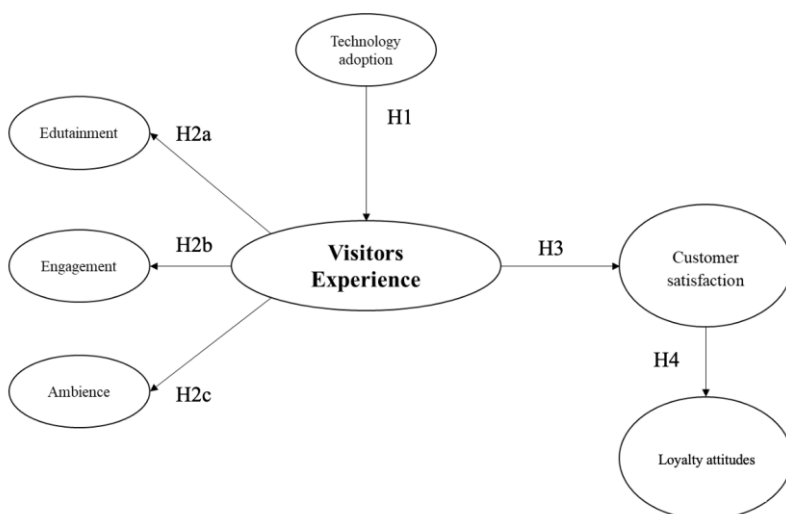 Technology
adoption
H1
Edutainment
H2a
Engagement
H2b
Visitors
Experience
H3
Customer
satisfaction
Ambience
H2c
H4
Loyalty attitudes